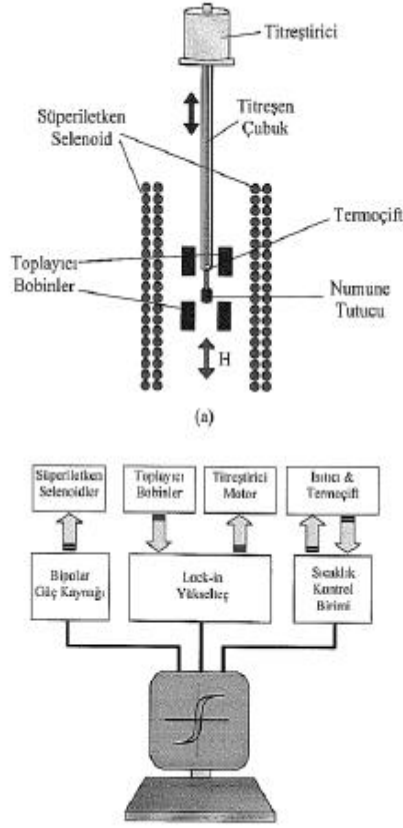 Titreştirici
Süperiletken
Selenoid
Titreşen
Çubuk
Toplayıcı
Bobinler
Termoçift
Numune
Tutucu
H
(a)
Süperiletken
Selenoidler
Toplayıcı
Bobinler
Titreştirici
Motor
Isıtıcı &
Termoçift
Bipolar
Güç Kaynağı
Lock-in
Yükselteç
Sıcaklık
Kontrol
Birimi